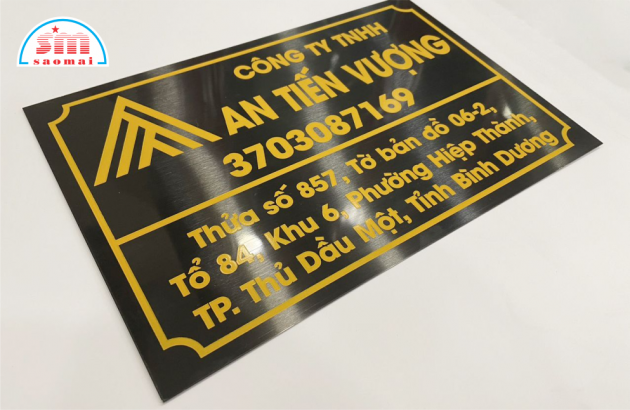 sm
saomai
CÔNG TY TNHH
AN TIẾN VƯỢNG
3703087169
Thửa số 857, tờ bản đồ 06-2,
Tổ 84, Khu 6, Phường Hiệp Thành,
TP. Thủ Dầu Một, Tỉnh Bình Dương